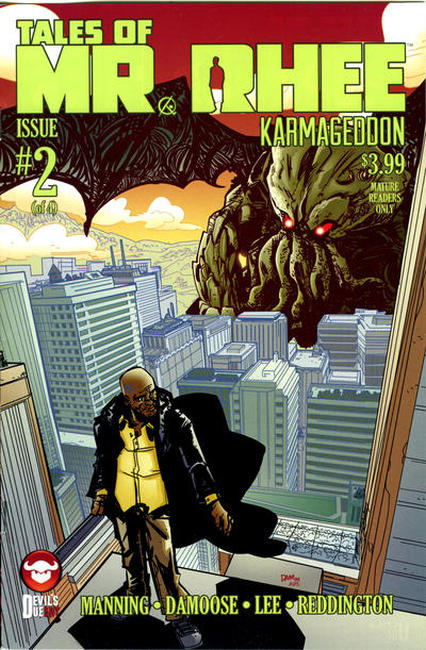 TALES OF
MR. RHEE
™
ISSUE
#2
(of 4)
KARMAGEDDON
$3.99
MATURE
READERS
ONLY
DEVIL'S
DUE
MANNING • DAMOOSE • LEE • REDDINGTON